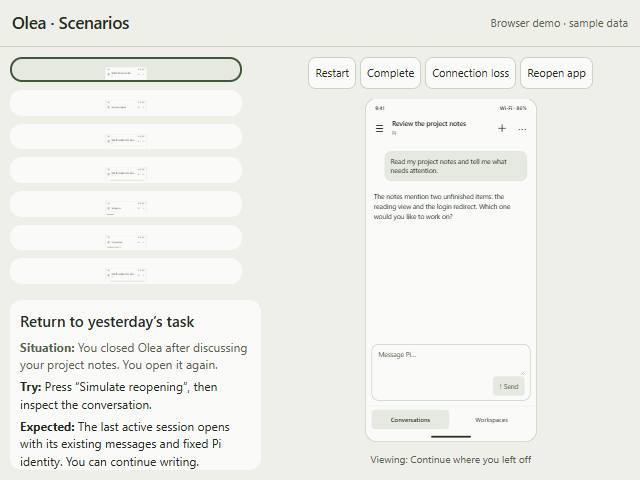 Olea · Scenarios
Browser demo · sample data
Restart
Complete
Connection loss
Reopen app
9:41
Wi-Fi · 86%
Review the project notes
Pi
Read my project notes and tell me what
needs attention.
The notes mention two unfinished items: the
reading view and the login redirect. Which one
would you like to work on?
Message Pi…
↑ Send
Conversations
Workspaces
Viewing: Continue where you left off
Return to yesterday’s task
Situation: You closed Olea after discussing
your project notes. You open it again.
Try: Press “Simulate reopening”, then
inspect the conversation.
Expected: The last active session opens
with its existing messages and fixed Pi
identity. You can continue writing.